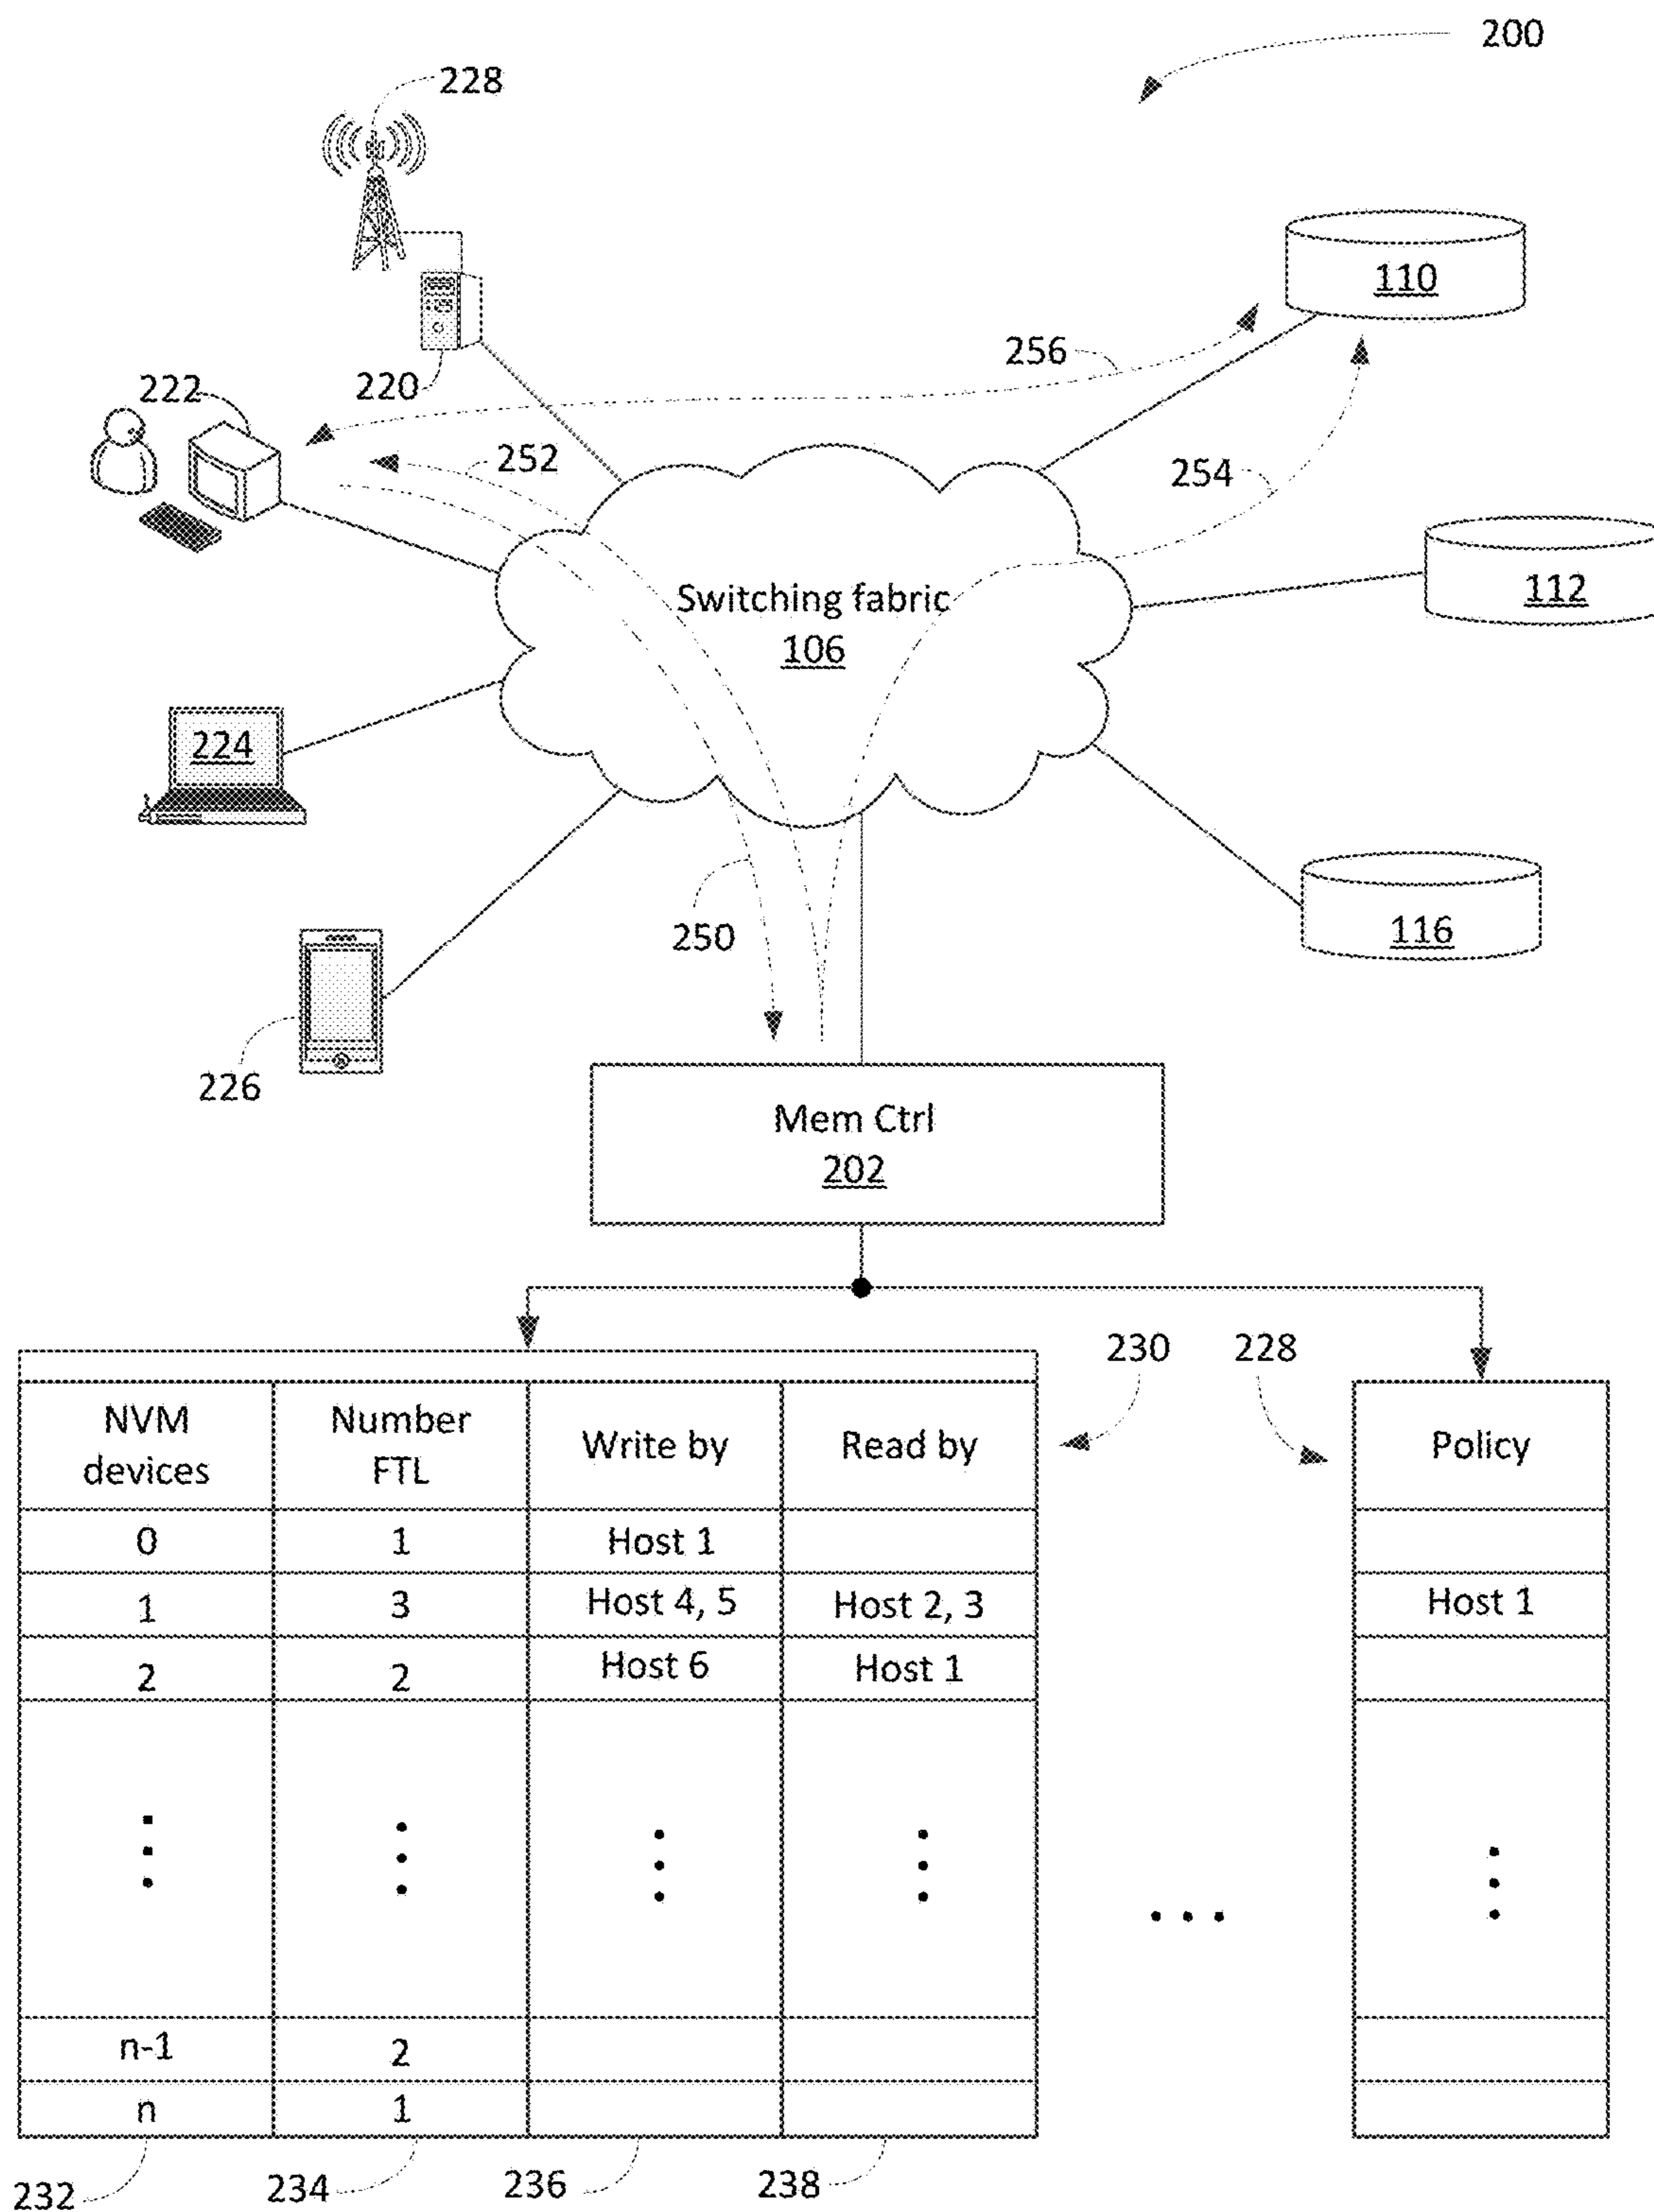 200
228
110
220
256
222
252
254
Switching fabric
106
112
224
250
116
226
Mem Ctrl
202
230
228
NVM devices | Number FTL | Write by | Read by | Policy
0 | 1 | Host 1
1 | 3 | Host 4, 5 | Host 2, 3 | Host 1
2 | 2 | Host 6 | Host 1
n-1 | 2
n | 1
232
234
236
238